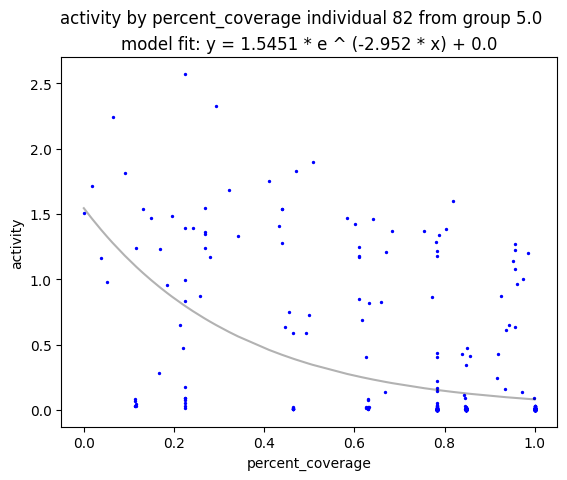 activity by percent_coverage individual 82 from group 5.0
model fit: y = 1.5451 * e ^ (-2.952 * x) + 0.0
2.5
2.0
1.5
1.0
0.5
0.0
activity
0.0 0.2 0.4 0.6 0.8 1.0
percent_coverage